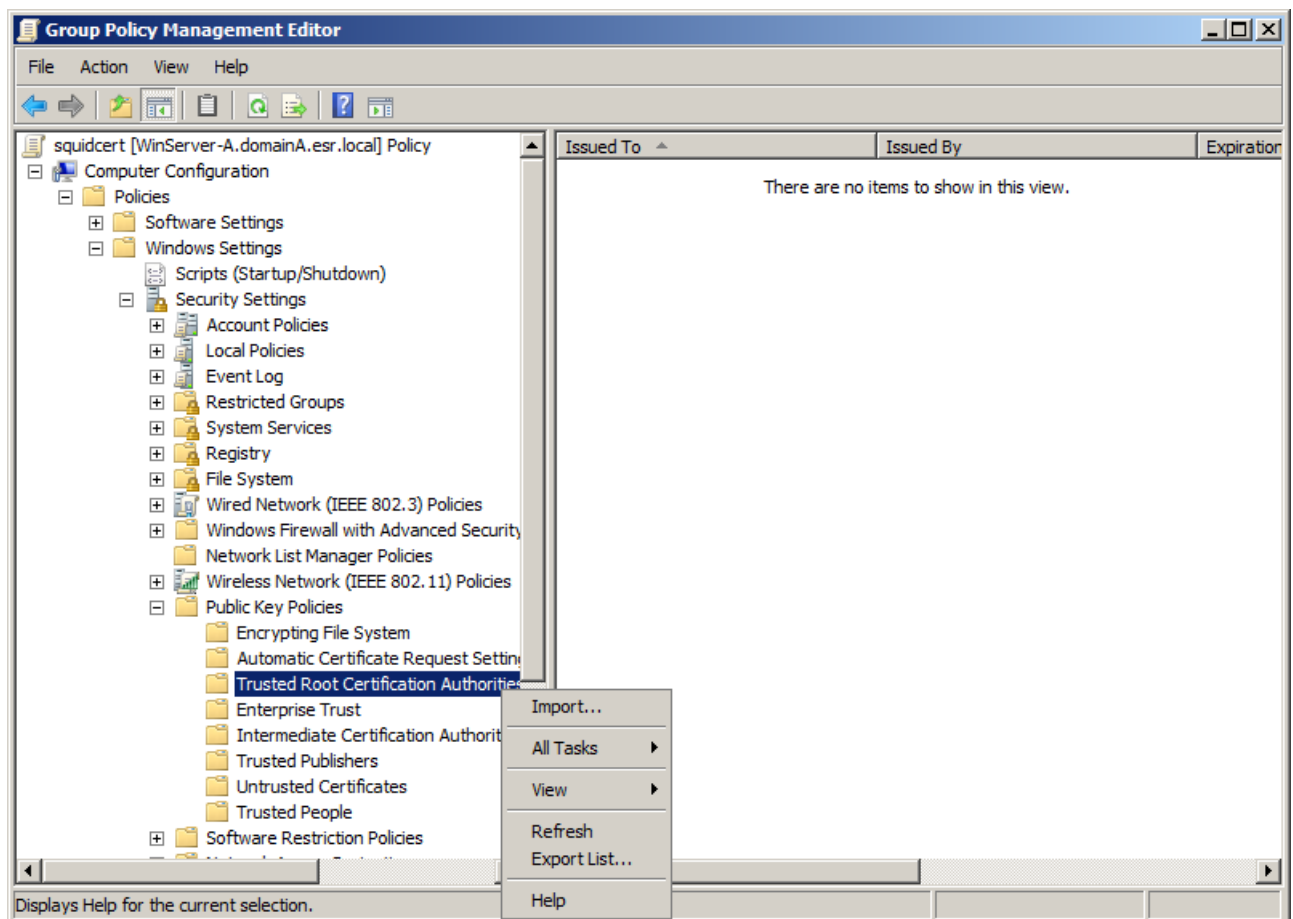 Group Policy Management Editor
File Action View Help
squidcert [WinServer-A.domainA.esr.local] Policy
Computer Configuration
Policies
Software Settings
Windows Settings
Scripts (Startup/Shutdown)
Security Settings
Account Policies
Local Policies
Event Log
Restricted Groups
System Services
Registry
File System
Wired Network (IEEE 802.3) Policies
Windows Firewall with Advanced Security
Network List Manager Policies
Wireless Network (IEEE 802.11) Policies
Public Key Policies
Encrypting File System
Automatic Certificate Request Settin
Trusted Root Certification Authorities
Enterprise Trust
Intermediate Certification Authorit
Trusted Publishers
Untrusted Certificates
Trusted People
Software Restriction Policies
Issued To Issued By Expiration
There are no items to show in this view.
Import...
All Tasks
View
Refresh
Export List...
Help
Displays Help for the current selection.